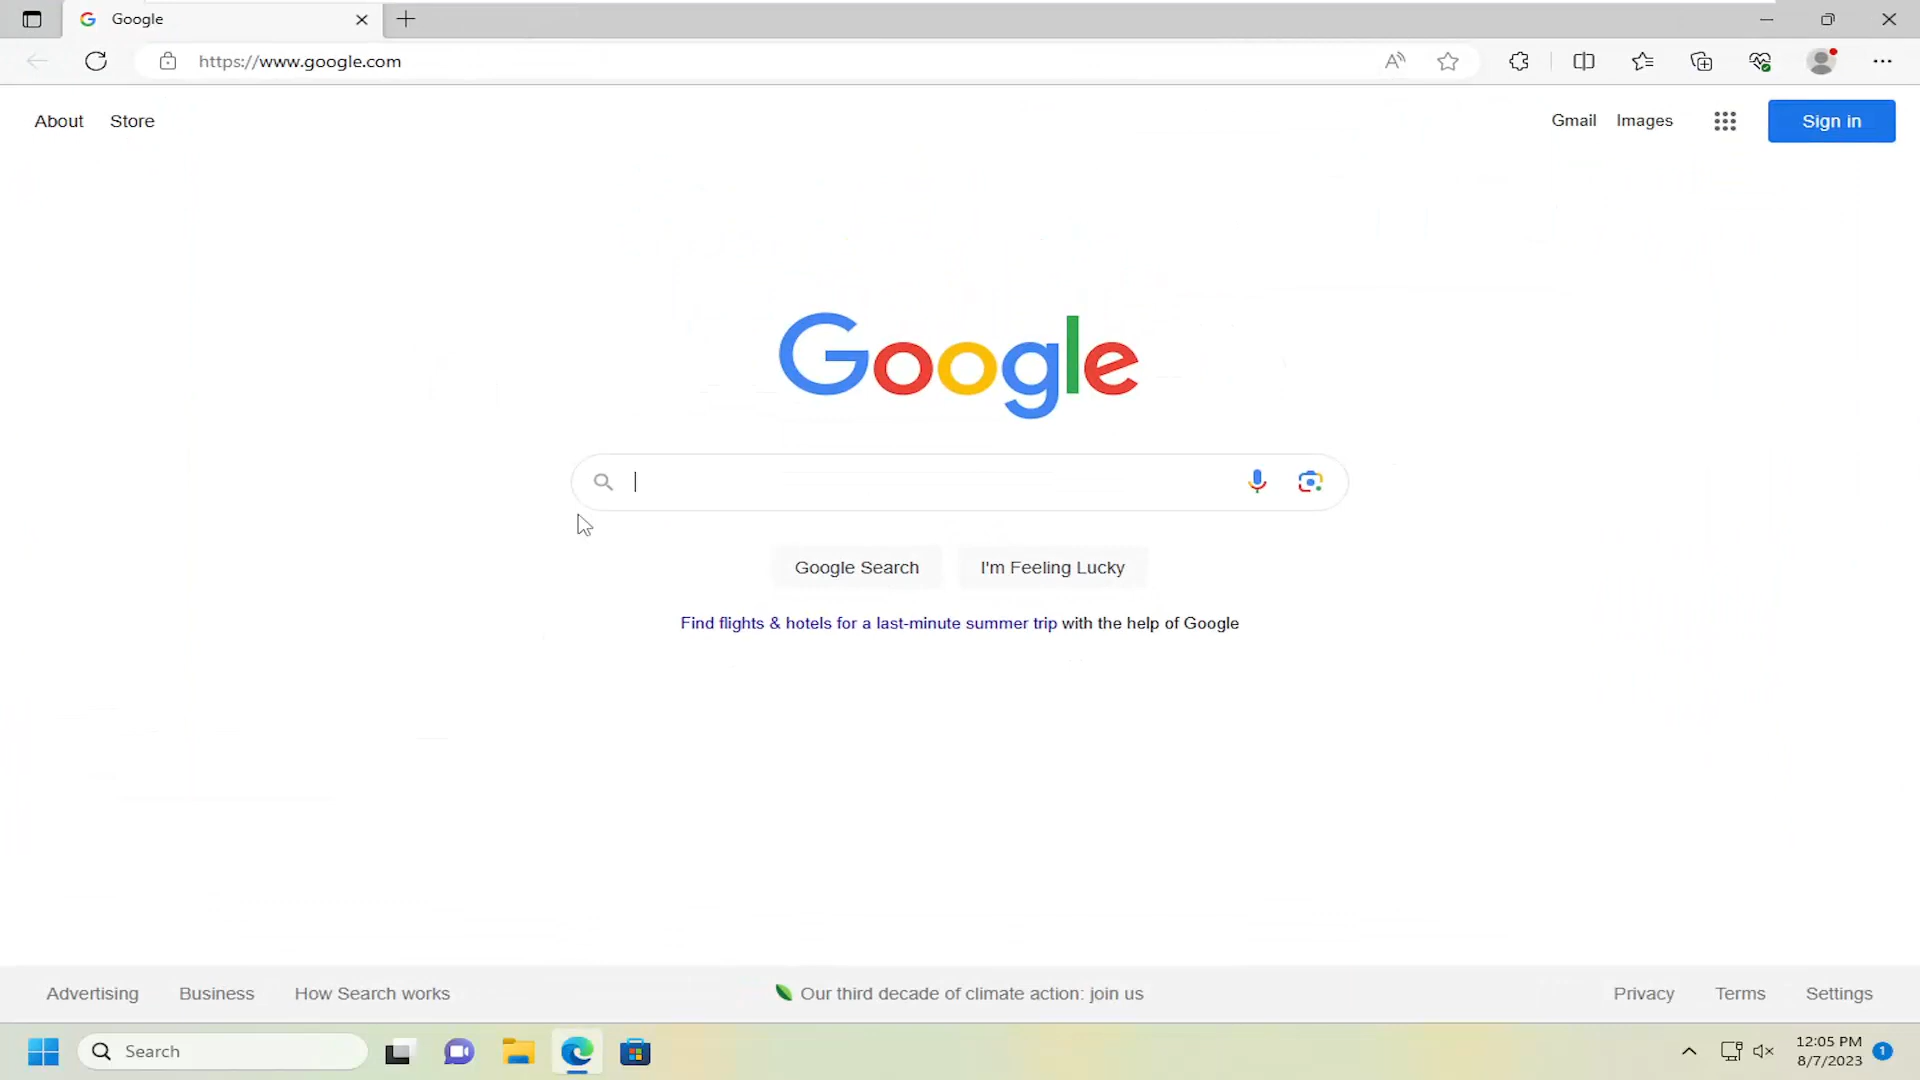 Google
https://www.google.com
About Store
Gmail Images Sign in
Google
Google Search I'm Feeling Lucky
Find flights & hotels for a last-minute summer trip with the help of Google
Advertising Business How Search works
Our third decade of climate action: join us
Privacy Terms Settings
Search
12:05 PM
8/7/2023
1